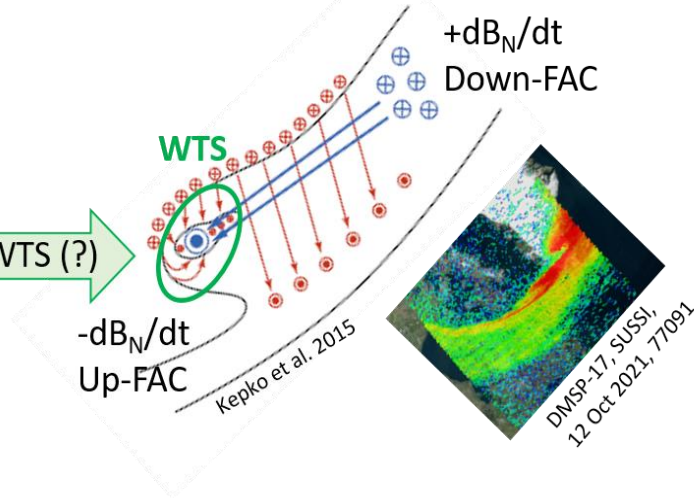 +dB_N/dt
Down-FAC
WTS
WTS (?)
-dB_N/dt
Up-FAC
Kepko et al. 2015
DMSP-17, SUSSI,
12 Oct 2021, 77091